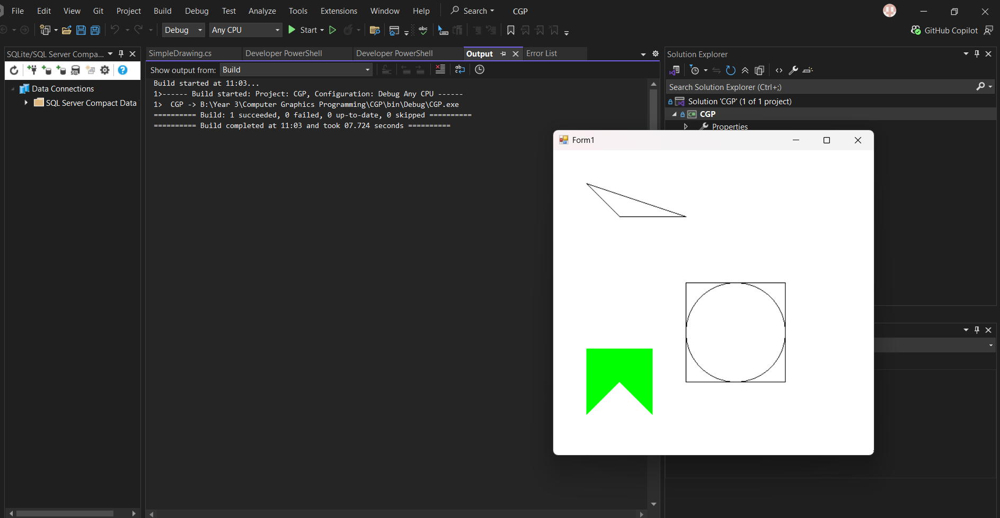 File Edit View Git Project Build Debug Test Analyze Tools Extensions Window Help Search CGP
Debug Any CPU Start abc GitHub Copilot
SQLite/SQL Server Compa...
SQL
?
Data Connections
SQL Server Compact Data
SimpleDrawing.cs Developer PowerShell Developer PowerShell Output Error List
Show output from: Build
Build started at 11:03...
1>------ Build started: Project: CGP, Configuration: Debug Any CPU ------
1>  CGP -> B:\Year 3\Computer Graphics Programming\CGP\bin\Debug\CGP.exe
========== Build: 1 succeeded, 0 failed, 0 up-to-date, 0 skipped ==========
========== Build completed at 11:03 and took 07.724 seconds ==========
Solution Explorer
Search Solution Explorer (Ctrl+;)
Solution 'CGP' (1 of 1 project)
C# CGP
Properties
Form1